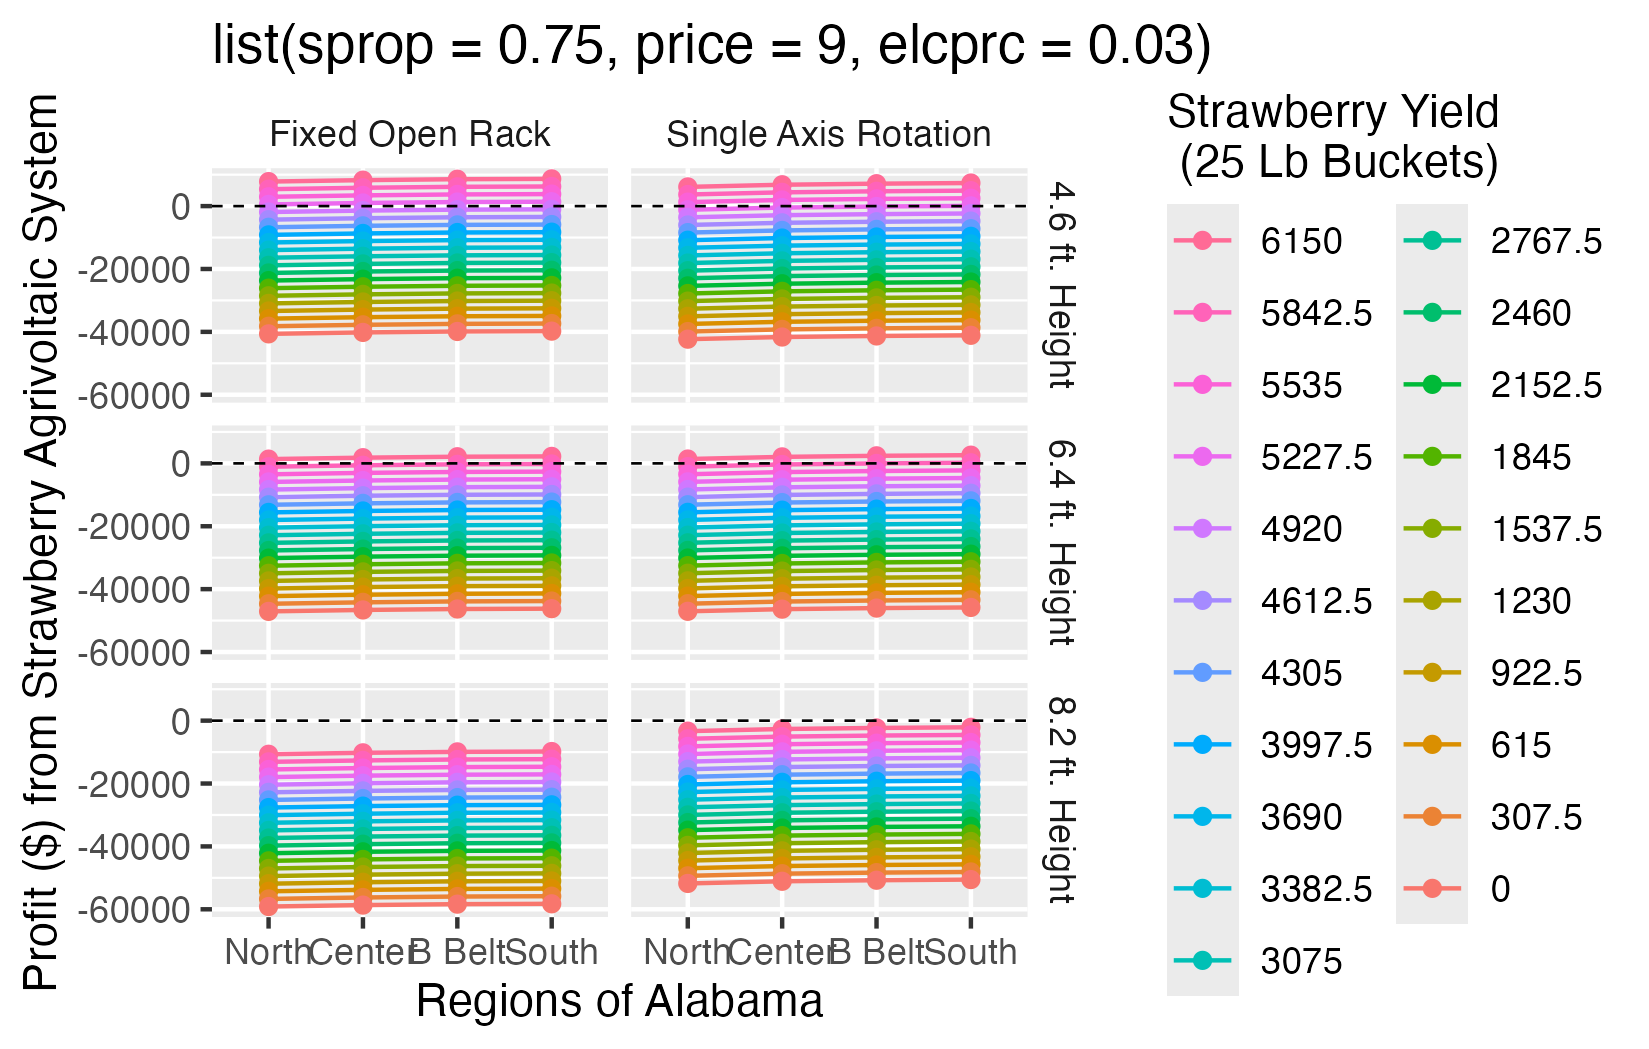 list(sprop = 0.75, price = 9, elcprc = 0.03)
Profit ($) from Strawberry Agrivoltaic System
Fixed Open Rack
Single Axis Rotation
0
-20000
-40000
-60000
4.6 ft. Height
0
-20000
-40000
-60000
6.4 ft. Height
0
-20000
-40000
-60000
8.2 ft. Height
North Center B Belt South
North Center B Belt South
Regions of Alabama
Strawberry Yield
(25 Lb Buckets)
6150
5842.5
5535
5227.5
4920
4612.5
4305
3997.5
3690
3382.5
3075
2767.5
2460
2152.5
1845
1537.5
1230
922.5
615
307.5
0